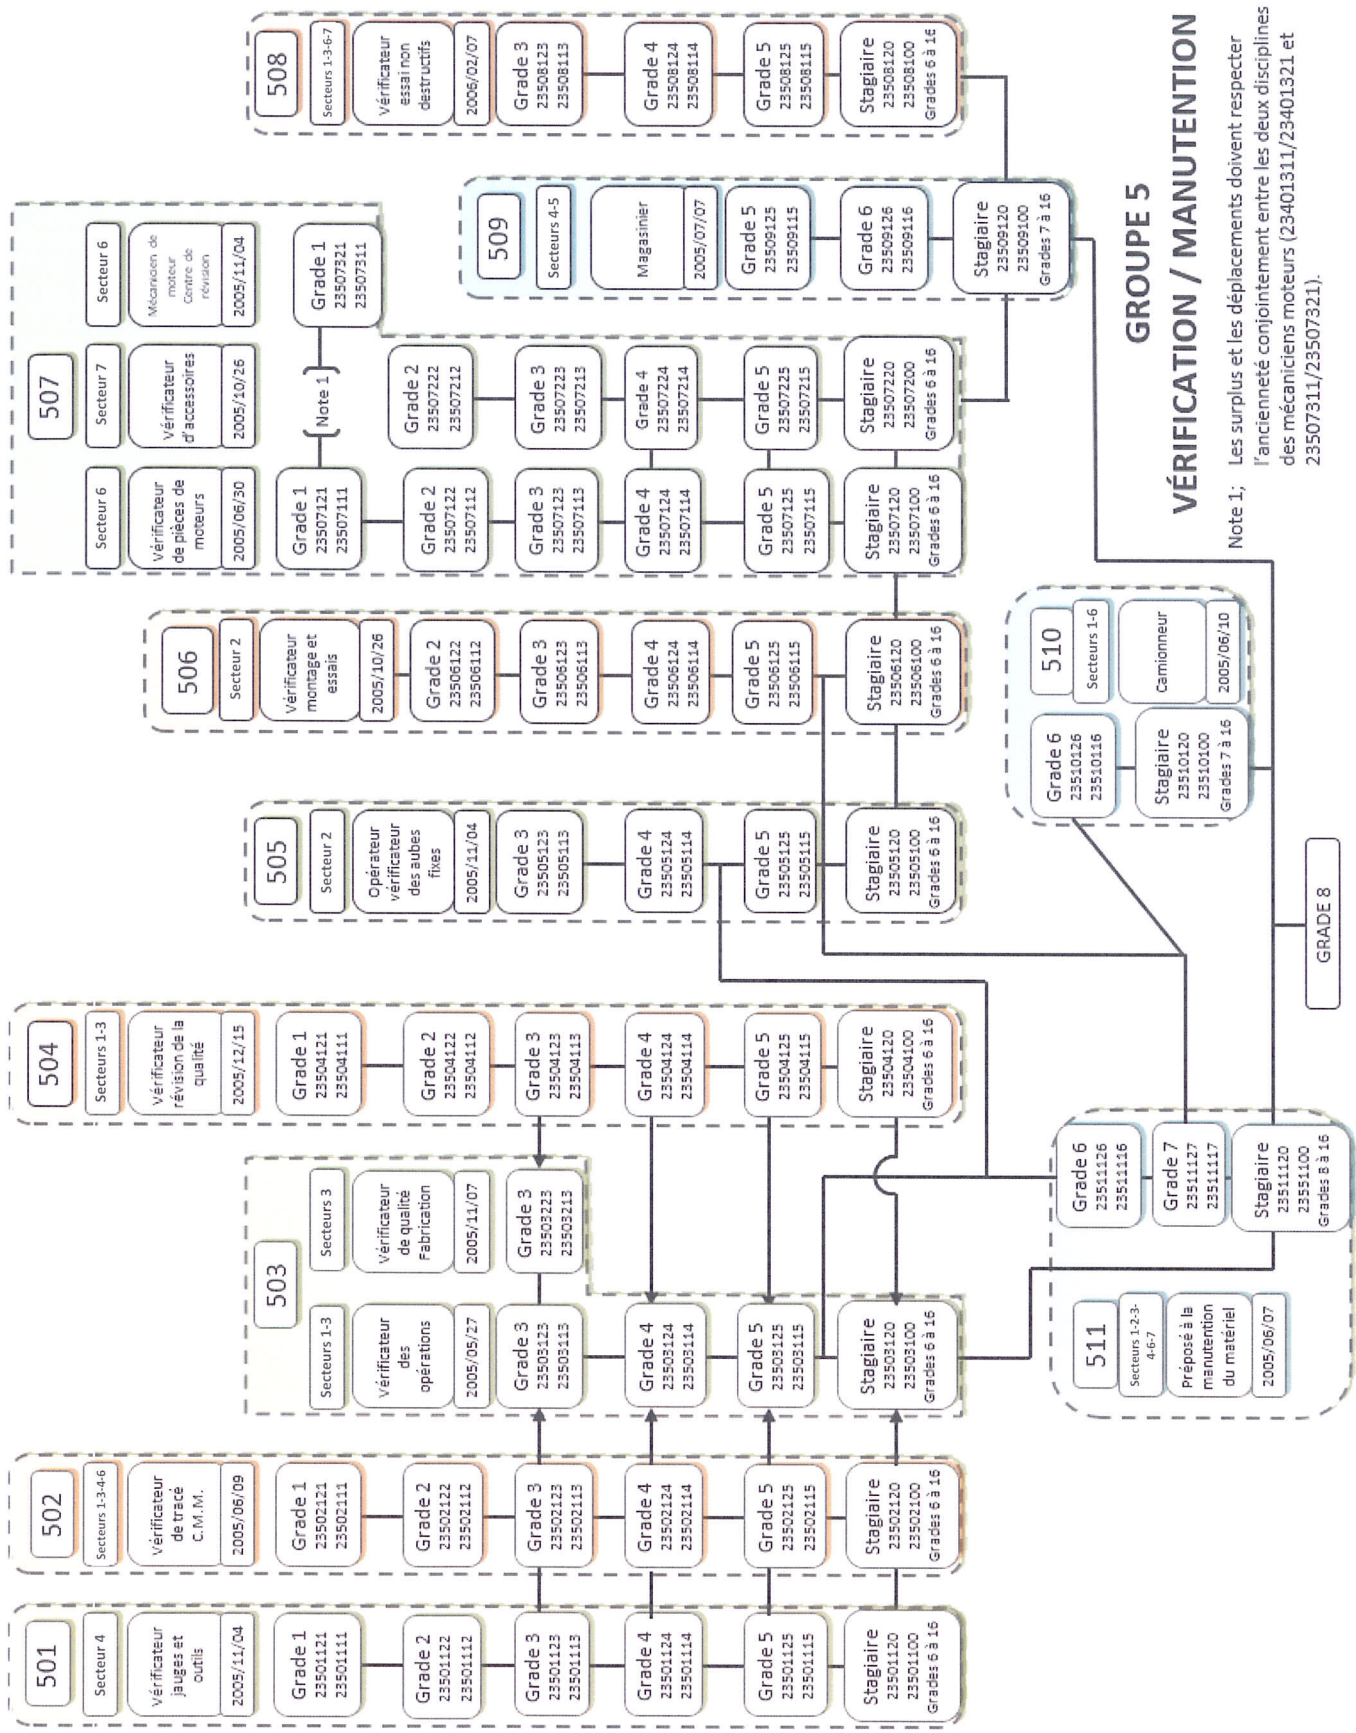 501
Secteur 4
Vérificateur
jauges et
outils
2005/11/04
Grade 1
23501121
23501111
Grade 2
23501122
23501112
Grade 3
23501123
23501113
Grade 4
23501124
23501114
Grade 5
23501125
23501115
Stagiaire
23501120
23501100
Grades 6 à 16
502
Secteurs 1-3-4-6
Vérificateur
de tracé
C.M.M.
2005/06/09
Grade 1
23502121
23502111
Grade 2
23502122
23502112
Grade 3
23502123
23502113
Grade 4
23502124
23502114
Grade 5
23502125
23502115
Stagiaire
23502120
23502100
Grades 6 à 16
503
Secteurs 1-3
Vérificateur
des
opérations
2005/05/27
Grade 3
23503123
23503113
Grade 4
23503124
23503114
Grade 5
23503125
23503115
Stagiaire
23503120
23503100
Grades 6 à 16
Secteurs 3
Vérificateur
de qualité
Fabrication
2005/11/07
Grade 3
23503223
23503213
504
Secteurs 1-3
Vérificateur
révision de la
qualité
2005/12/15
Grade 1
23504121
23504111
Grade 2
23504122
23504112
Grade 3
23504123
23504113
Grade 4
23504124
23504114
Grade 5
23504125
23504115
Stagiaire
23504120
23504100
Grades 6 à 16
505
Secteur 2
Opérateur
vérificateur
des aubes
fixes
2005/11/04
Grade 3
23505123
23505113
Grade 4
23505124
23505114
Grade 5
23505125
23505115
Stagiaire
23505120
23505100
Grades 6 à 16
506
Secteur 2
Vérificateur
montage et
essais
2005/10/26
Grade 2
23506122
23506112
Grade 3
23506123
23506113
Grade 4
23506124
23506114
Grade 5
23506125
23506115
Stagiaire
23506120
23506100
Grades 6 à 16
507
Secteur 6
Vérificateur
de pièces de
moteurs
2005/06/30
Grade 1
23507121
23507111
Grade 2
23507122
23507112
Grade 3
23507123
23507113
Grade 4
23507124
23507114
Grade 5
23507125
23507115
Stagiaire
23507120
23507100
Grades 6 à 16
Secteur 7
Vérificateur
d'accessoires
2005/10/26
[Note 1]
Grade 2
23507222
23507212
Grade 3
23507223
23507213
Grade 4
23507224
23507214
Grade 5
23507225
23507215
Stagiaire
23507220
23507200
Grades 6 à 16
Secteur 6
Mécanicien de
moteur
Centre de
révision
2005/11/04
Grade 1
23507321
23507311
509
Secteurs 4-5
Magasinier
2005/07/07
Grade 5
23509125
23509115
Grade 6
23509126
23509116
Stagiaire
23509120
23509100
Grades 7 à 16
508
Secteurs 1-3-6-7
Vérificateur
essai non
destructifs
2006/02/07
Grade 3
23508123
23508113
Grade 4
23508124
23508114
Grade 5
23508125
23508115
Stagiaire
23508120
23508100
Grades 6 à 16
511
Secteurs 1-2-3-
4-6-7
Préposé à la
manutention
du matériel
2005/06/07
Grade 6
23511126
23511116
Grade 7
23511127
23511117
Stagiaire
23511120
23551100
Grades 8 à 16
510
Secteurs 1-6
Camionneur
2005/06/10
Grade 6
23510126
23510116
Stagiaire
23510120
23510100
Grades 7 à 16
GRADE 8
GROUPE 5
VÉRIFICATION / MANUTENTION
Note 1; Les surplus et les déplacements doivent respecter
l'ancienneté conjointement entre les deux disciplines
des mécaniciens moteurs (23401311/23401321 et
23507311/23507321).